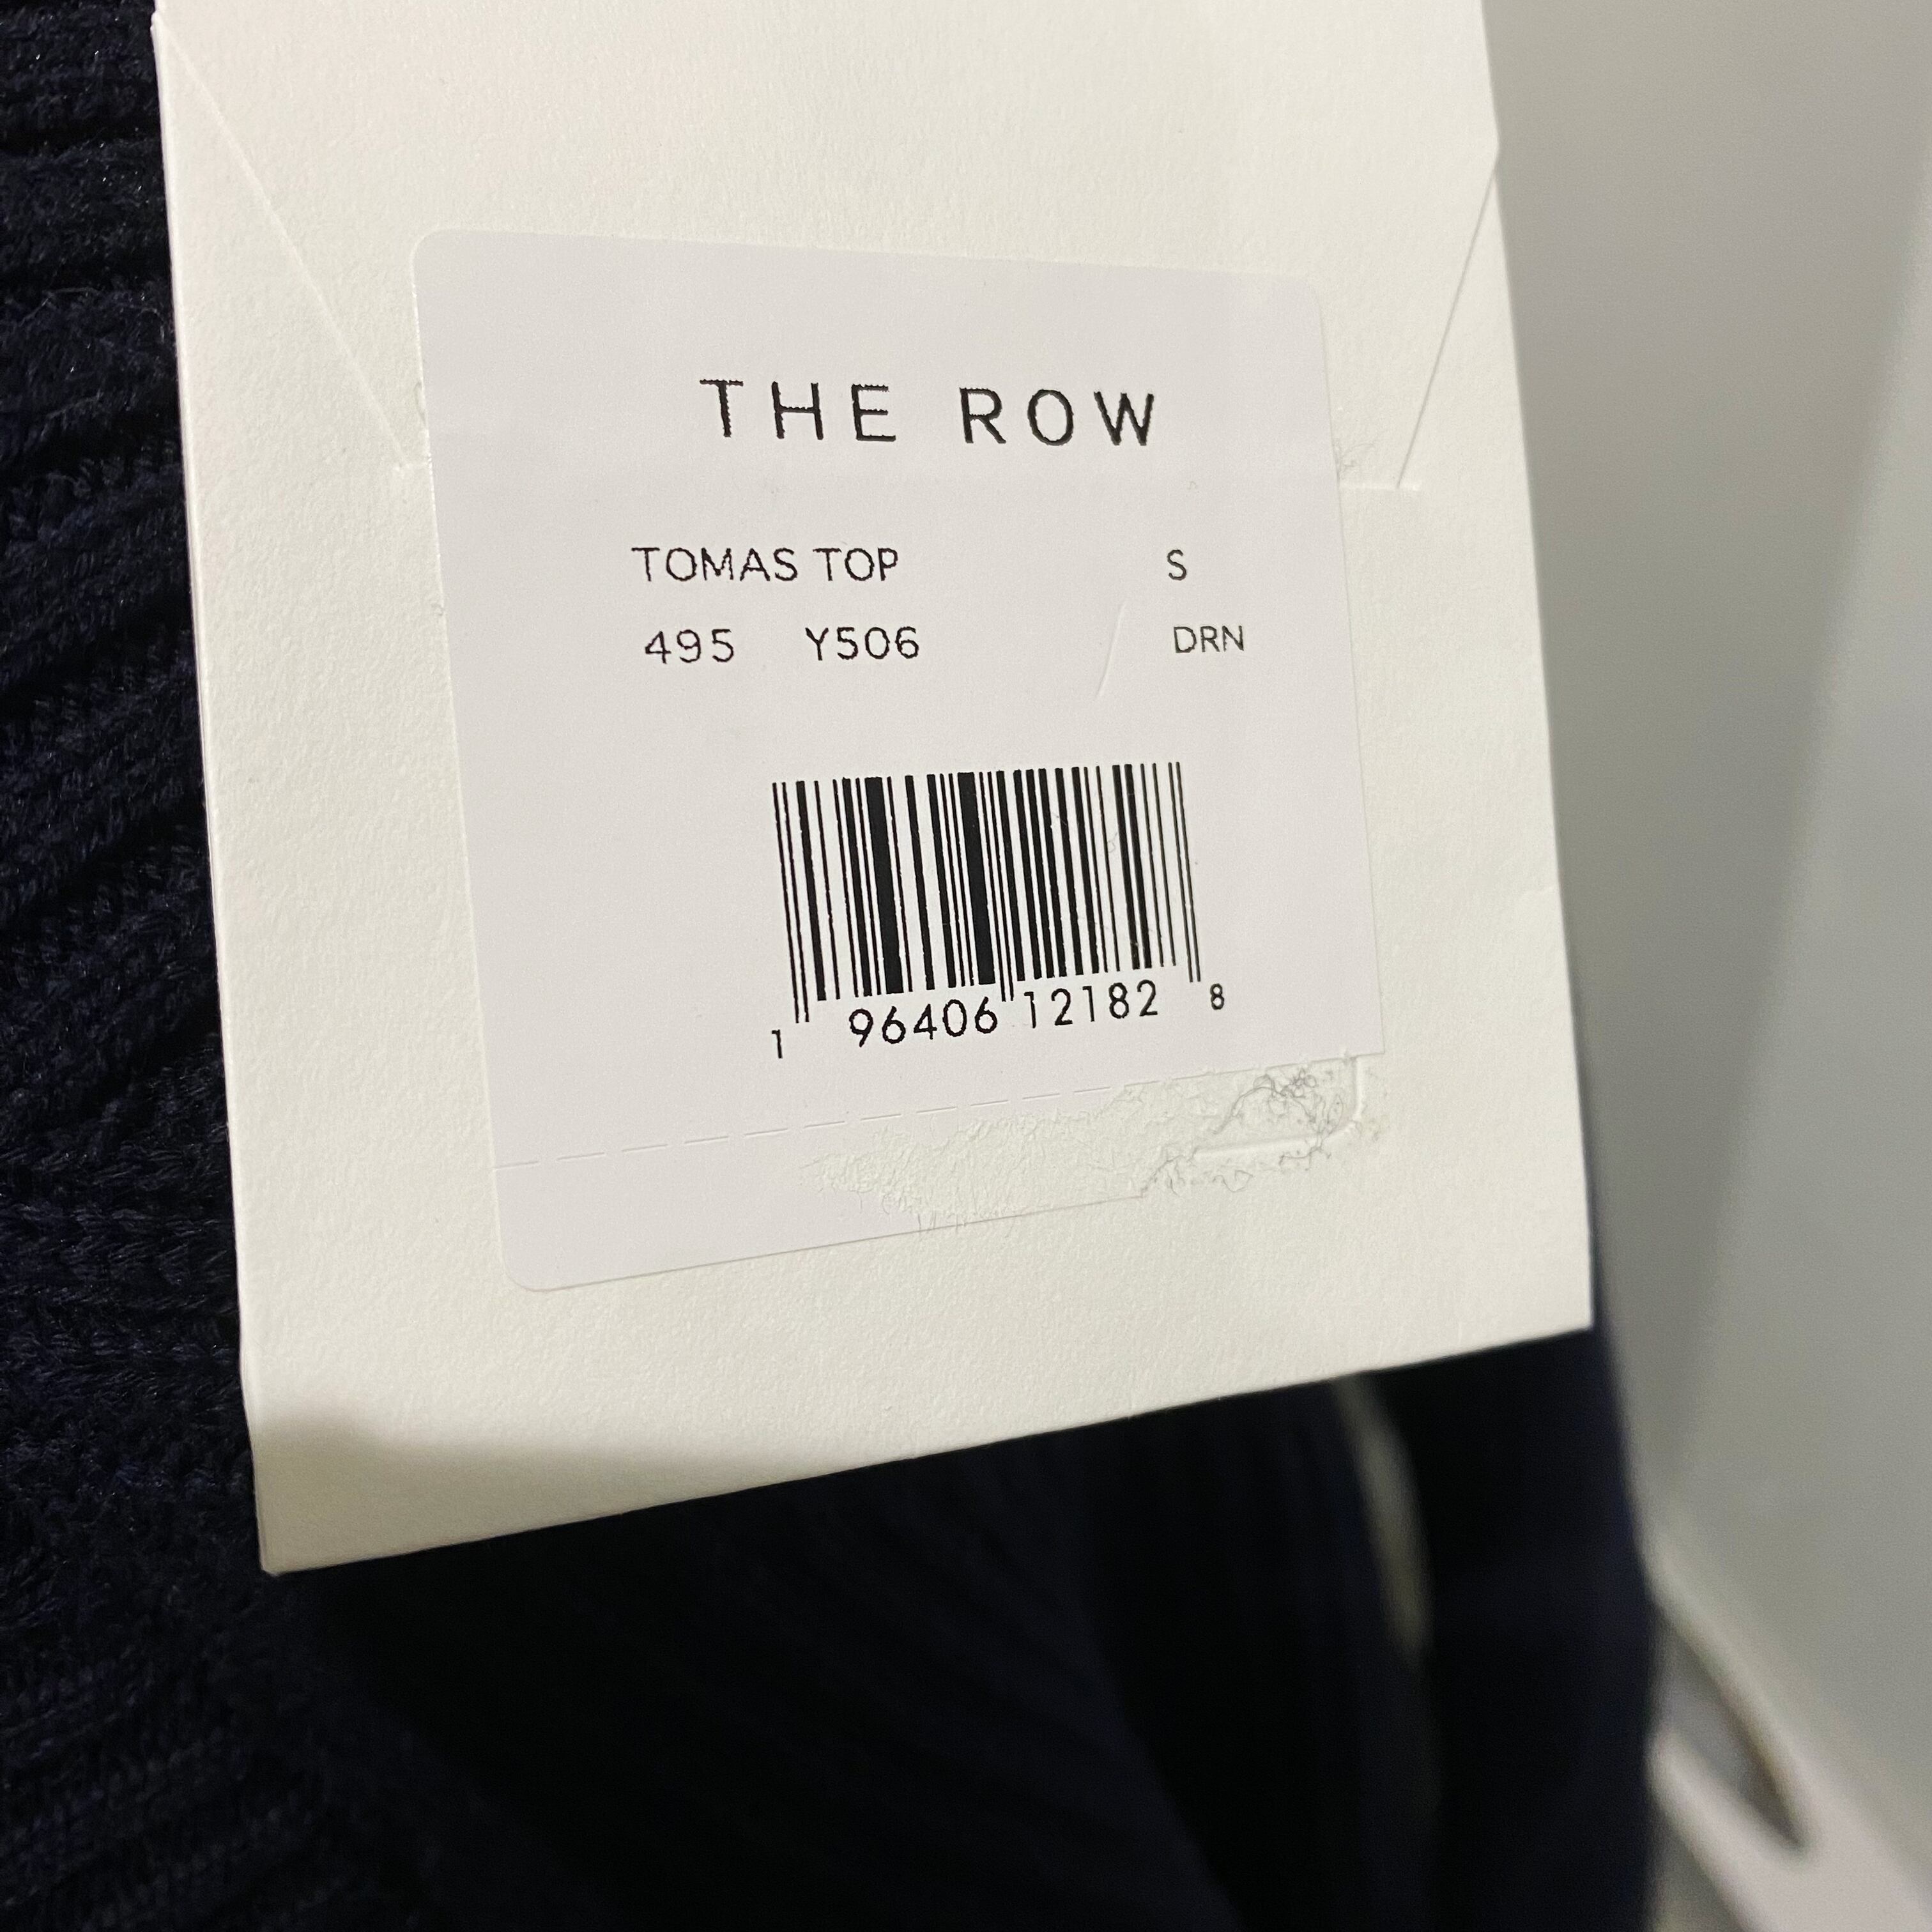 THE ROW
TOMAS TOP S
495 Y506 DRN
1 96406 12182 8